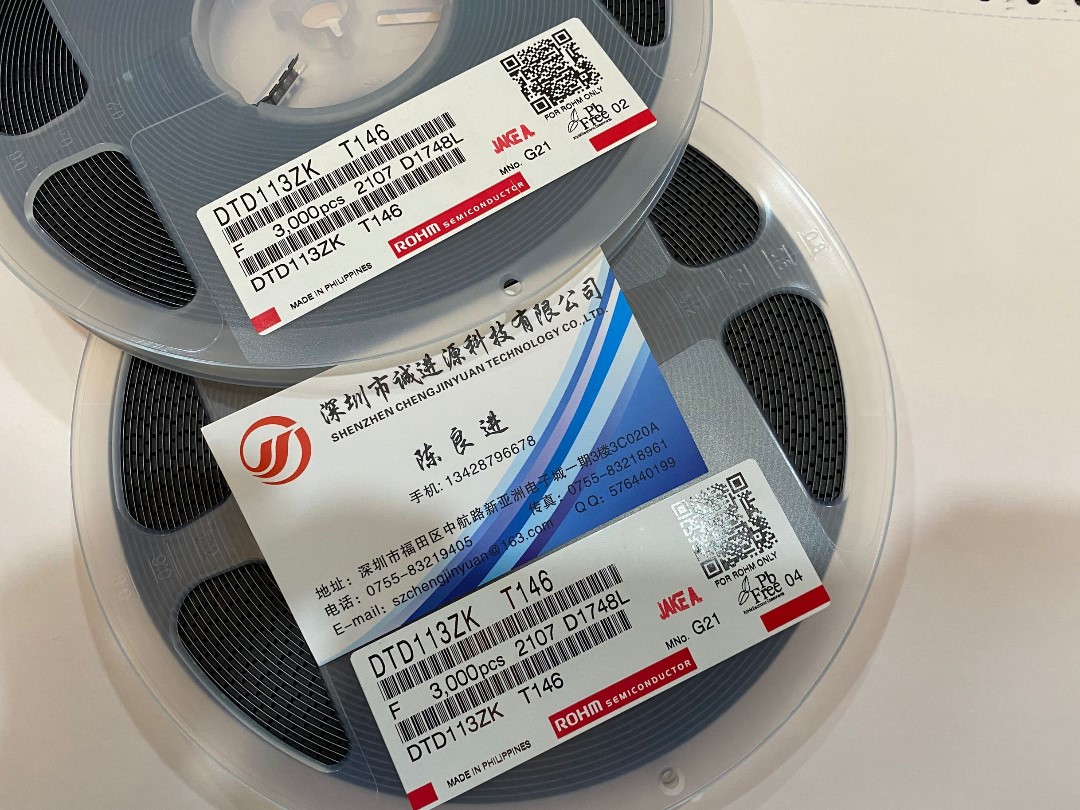 DTD113ZK T146
F 3,000pcs 2107 D1748L
DTD113ZK T146
MADE IN PHILIPPINES
ROHM SEMICONDUCTOR
JAKE A.
MNo. G21
FOR ROHM ONLY
Pb Free 02
深圳市诚进源科技有限公司
SHENZHEN CHENGJINYUAN TECHNOLOGY CO.,LTD.
陈良进
手机: 13428796678
地址: 深圳市福田区中航路新亚洲电子城一期3楼3C020A
电话: 0755-83219405 传真: 0755-83218961
E-mail: szchengjinyuan@163.com QQ: 576440199
DTD113ZK T146
F 3,000pcs 2107 D1748L
DTD113ZK T146
MADE IN PHILIPPINES
ROHM SEMICONDUCTOR
JAKE A.
MNo. G21
FOR ROHM ONLY
Pb Free 04